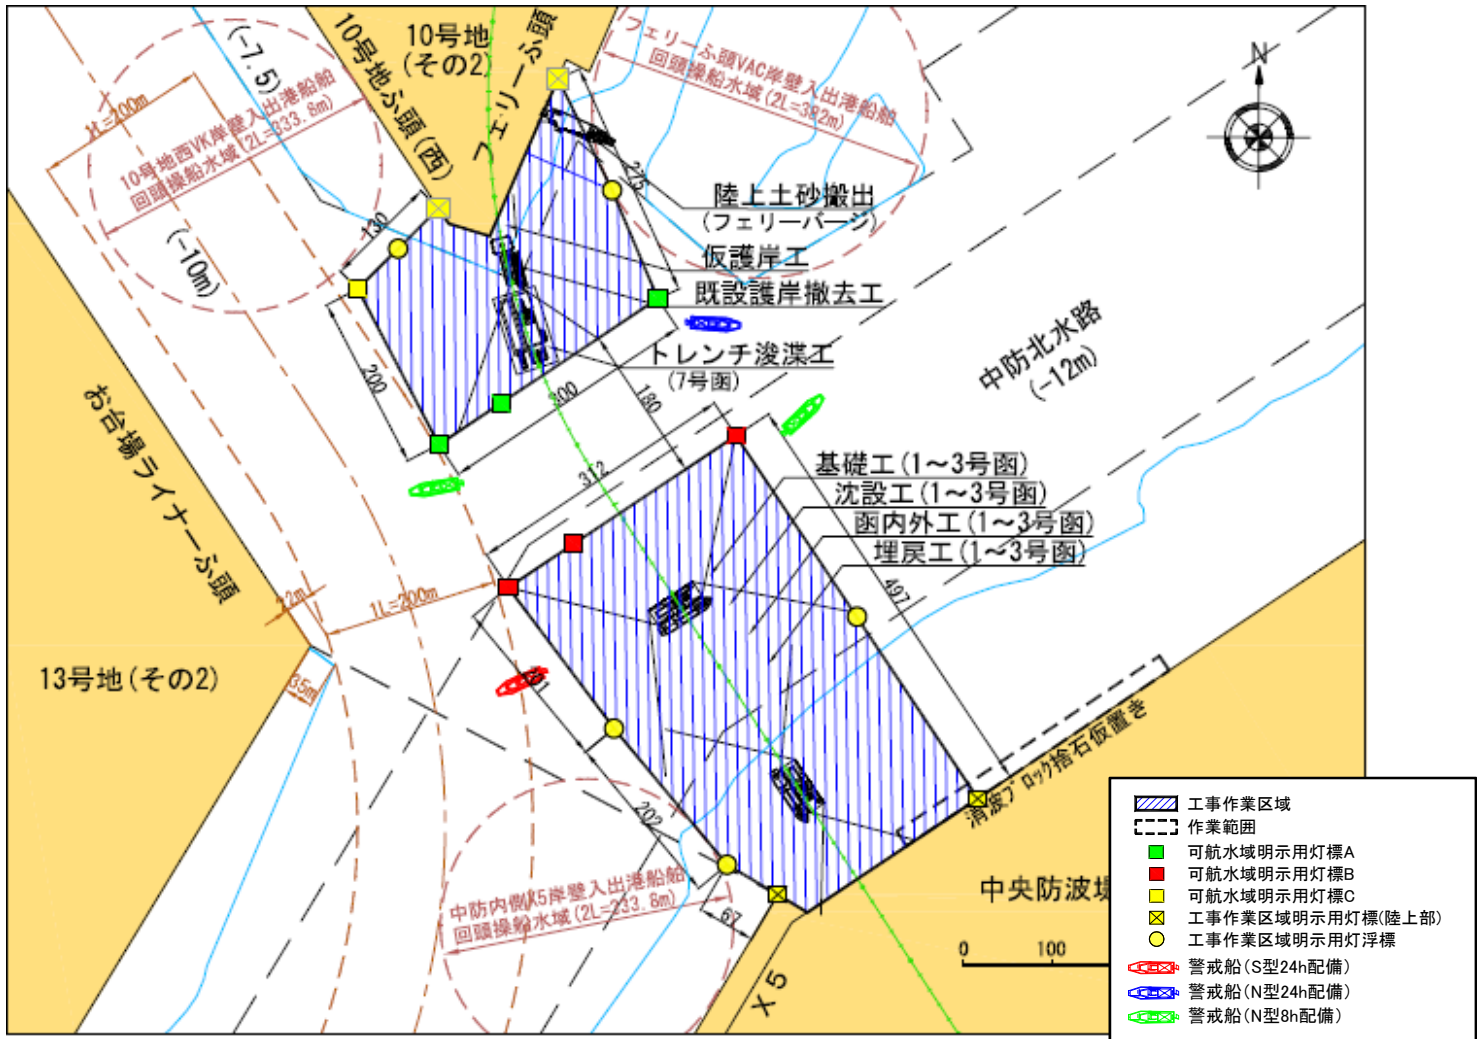 10号地
(その2)
フェリーふ頭
10号地ふ頭(西)
(-7.5)
1L=200m
10号地西VK岸壁入出港船舶
回頭操船水域(2L=333.8m)
(-10m)
フェリーふ頭VAC岸壁入出港船舶
回頭操船水域(2L=382m)
N
130
275
陸上土砂搬出
(フェリーバージ)
仮護岸工
既設護岸撤去工
トレンチ浚渫工
(7号函)
200
300
180
312
中防北水路
(-12m)
お台場ライナーふ頭
基礎工(1～3号函)
沈設工(1～3号函)
函内外工(1～3号函)
埋戻工(1～3号函)
497
22m
1L=200m
13号地(その2)
35m
202
67
消波ブロック捨石仮置き
中防内側X5岸壁入出港船舶
回頭操船水域(2L=233.8m)
中央防波堤
X5
0 100
工事作業区域
作業範囲
可航水域明示用灯標A
可航水域明示用灯標B
可航水域明示用灯標C
工事作業区域明示用灯標(陸上部)
工事作業区域明示用灯浮標
警戒船(S型24h配備)
警戒船(N型24h配備)
警戒船(N型8h配備)